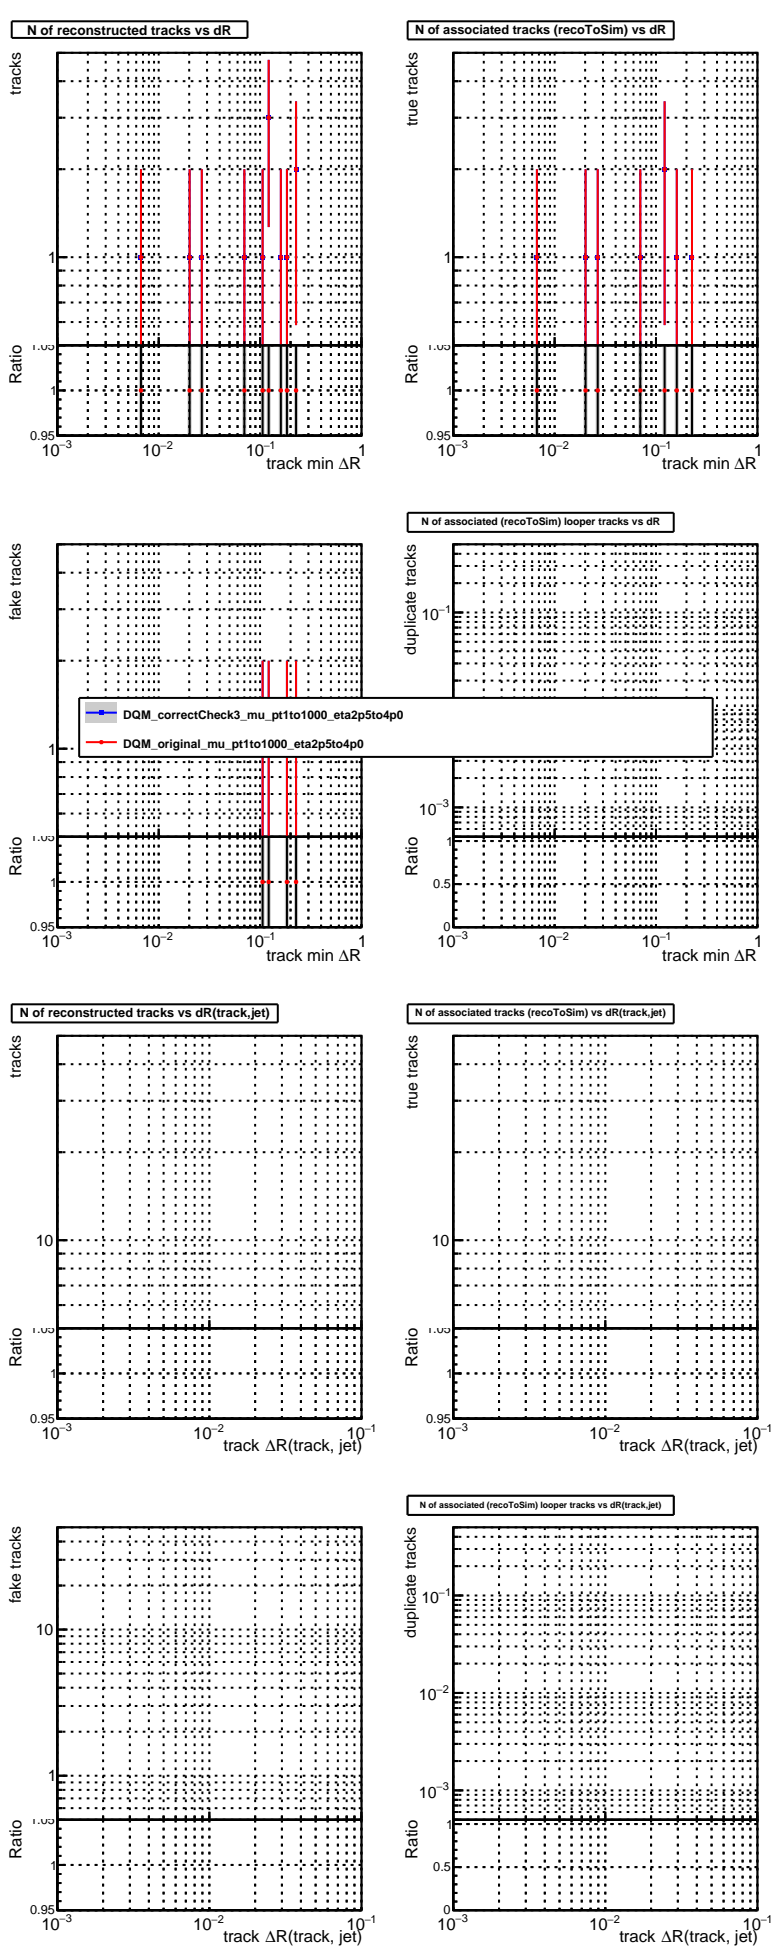 N of reconstructed tracks vs dR
tracks
1
1.05
Ratio
1
0.95
10⁻³ 10⁻² 10⁻¹ 1
track min ΔR
N of associated tracks (recoToSim) vs dR
true tracks
1
1.05
Ratio
1
0.95
10⁻³ 10⁻² 10⁻¹ 1
track min ΔR
fake tracks
1
1.05
Ratio
1
0.95
10⁻³ 10⁻² 10⁻¹ 1
track min ΔR
N of associated (recoToSim) looper tracks vs dR
duplicate tracks
10⁻¹
10⁻³
Ratio
1
0.5
0
10⁻³ 10⁻² 10⁻¹ 1
track min ΔR
DQM_correctCheck3_mu_pt1to1000_eta2p5to4p0
DQM_original_mu_pt1to1000_eta2p5to4p0
N of reconstructed tracks vs dR(track,jet)
tracks
10
1.05
Ratio
1
0.95
10⁻³ 10⁻² 10⁻¹
track ΔR(track, jet)
N of associated tracks (recoToSim) vs dR(track,jet)
true tracks
10
1.05
Ratio
1
0.95
10⁻³ 10⁻² 10⁻¹
track ΔR(track, jet)
fake tracks
10
1
1.05
Ratio
1
0.95
10⁻³ 10⁻² 10⁻¹
track ΔR(track, jet)
N of associated (recoToSim) looper tracks vs dR(track,jet)
duplicate tracks
10⁻¹
10⁻²
10⁻³
Ratio
1
0.5
0
10⁻³ 10⁻² 10⁻¹
track ΔR(track, jet)